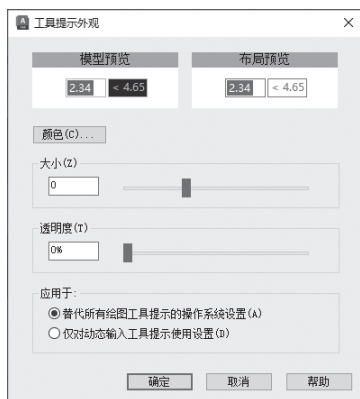 工具提示外观
模型预览 布局预览
2.34 < 4.65 2.34 < 4.65
颜色(C)...
大小(Z)
0
透明度(T)
0%
应用于:
替代所有绘图工具提示的操作系统设置(A)
仅对动态输入工具提示使用设置(D)
确定 取消 帮助